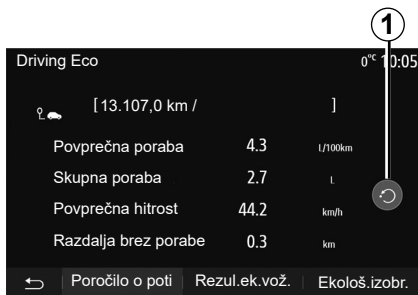 1
Driving Eco 0°C 10:05
[ 13.107,0 km / ]
Povprečna poraba 4.3 L/100km
Skupna poraba 2.7 L
Povprečna hitrost 44.2 km/h
Razdalja brez porabe 0.3 km
Poročilo o poti Rezul.ek.vož. Ekološ.izobr.